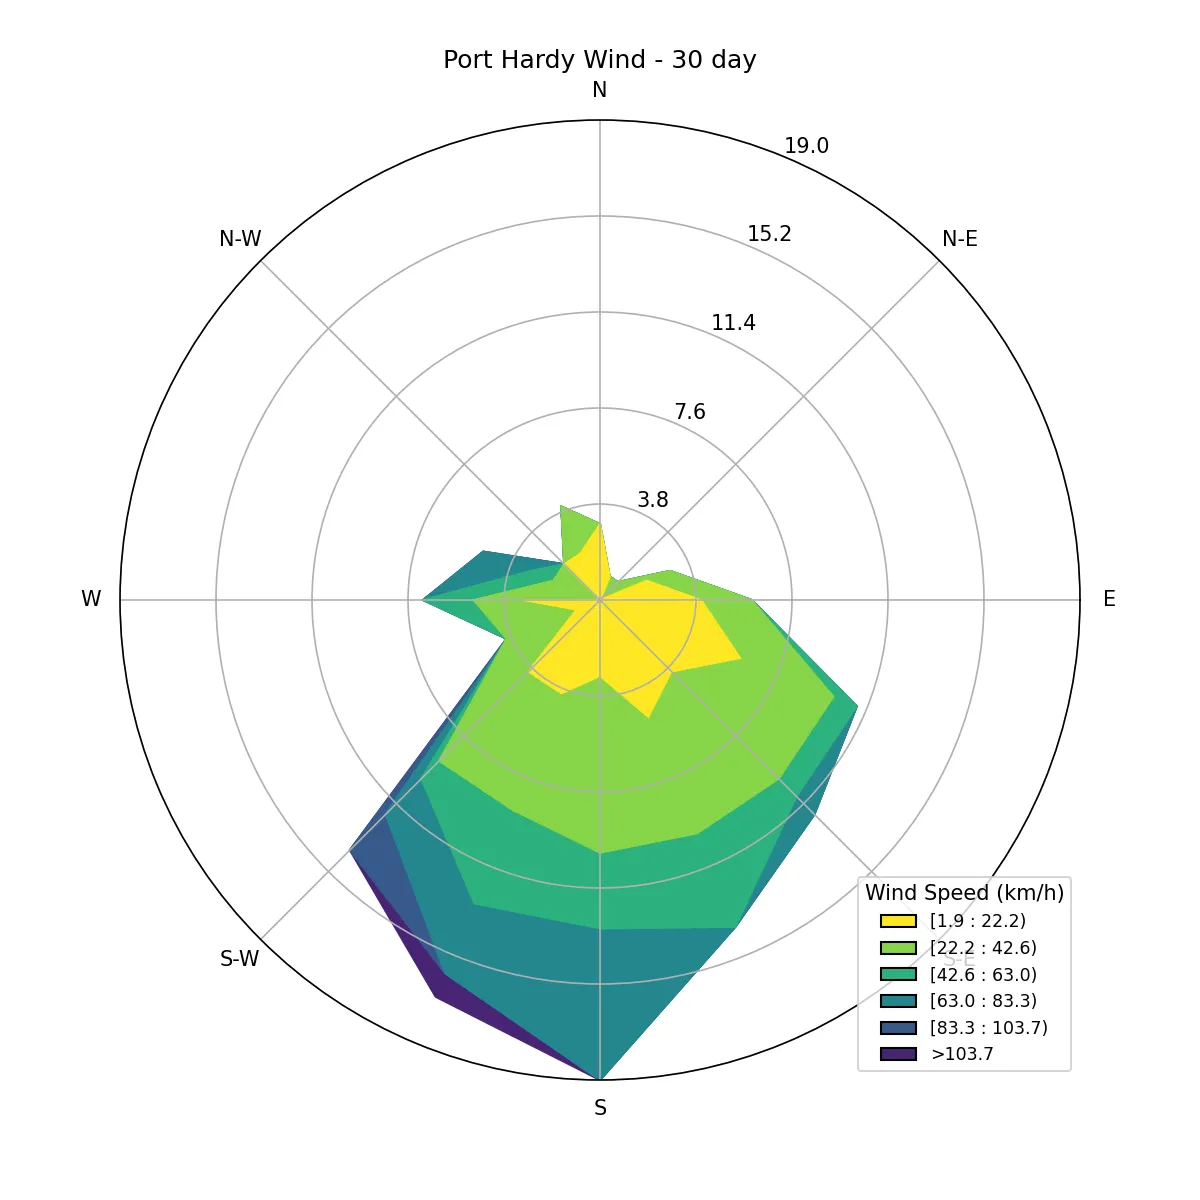 Port Hardy Wind - 30 day
N
19.0
15.2
N-W
N-E
11.4
7.6
3.8
W
E
S-W
S-E
S
Wind Speed (km/h)
[1.9 : 22.2)
[22.2 : 42.6)
[42.6 : 63.0)
[63.0 : 83.3)
[83.3 : 103.7)
>103.7